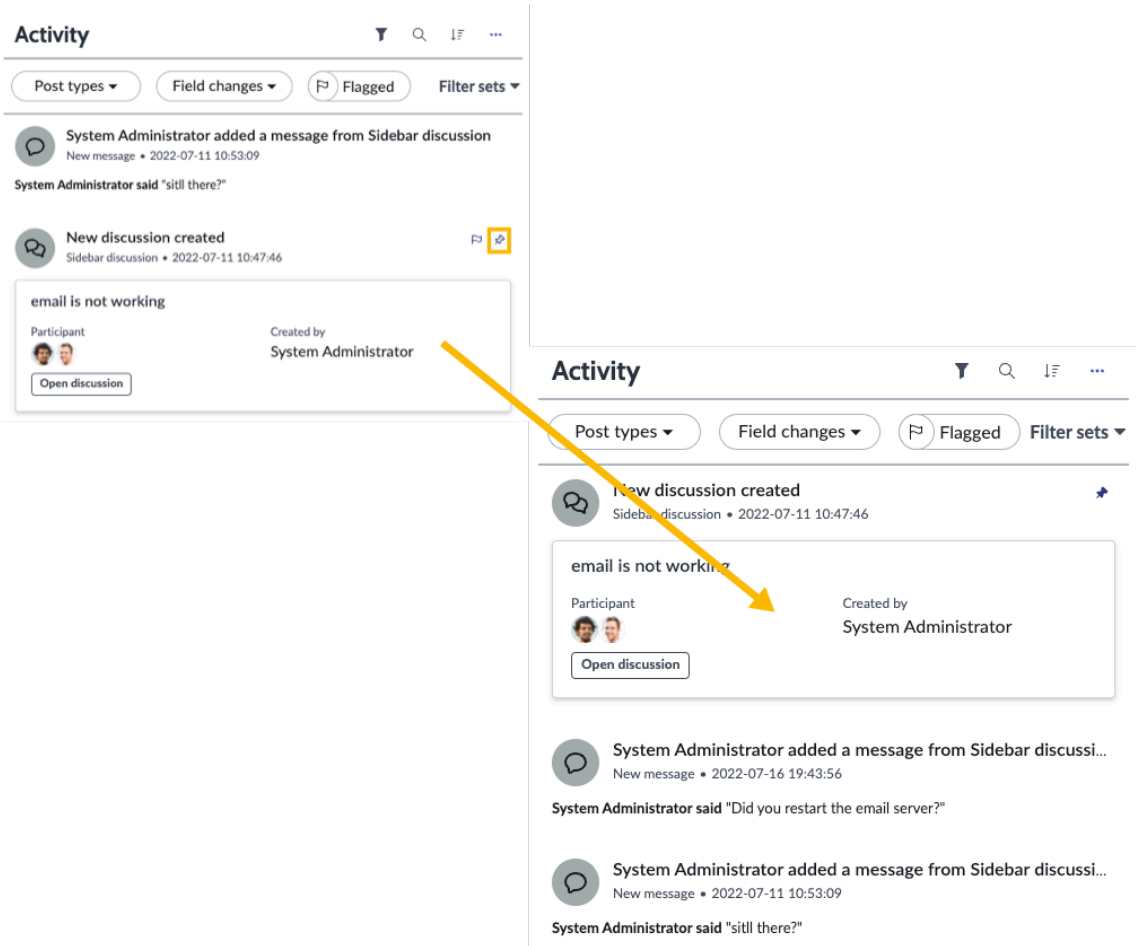 Activity
Post types Field changes Flagged Filter sets
System Administrator added a message from Sidebar discussion
New message • 2022-07-11 10:53:09
System Administrator said "sitll there?"
New discussion created
Sidebar discussion • 2022-07-11 10:47:46
email is not working
Participant Created by
System Administrator
Open discussion
Activity
Post types Field changes Flagged Filter sets
New discussion created
Sidebar discussion • 2022-07-11 10:47:46
email is not working
Participant Created by
System Administrator
Open discussion
System Administrator added a message from Sidebar discussi...
New message • 2022-07-16 19:43:56
System Administrator said "Did you restart the email server?"
System Administrator added a message from Sidebar discussi...
New message • 2022-07-11 10:53:09
System Administrator said "sitll there?"